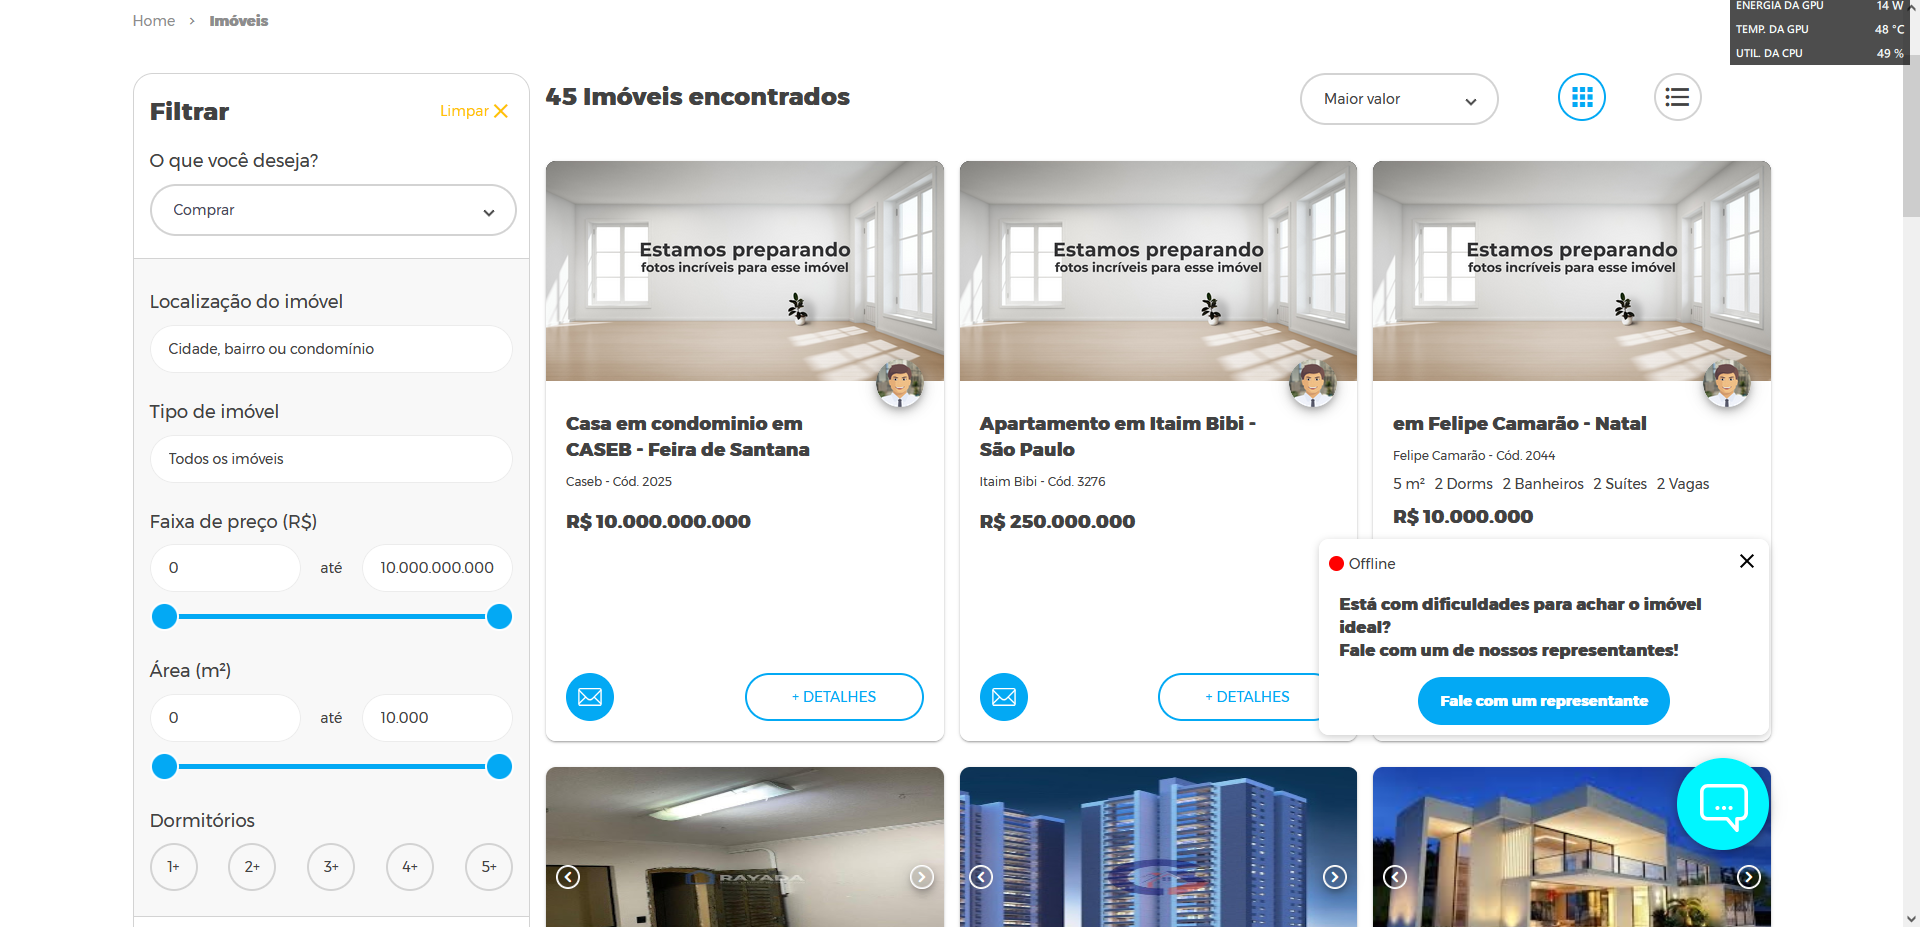 Home > Imóveis
ENERGIA DA GPU 14 W
TEMP. DA GPU 48 °C
UTIL. DA CPU 49 %
Filtrar
Limpar
O que você deseja?
Comprar
Localização do imóvel
Cidade, bairro ou condomínio
Tipo de imóvel
Todos os imóveis
Faixa de preço (R$)
0 até 10.000.000.000
Área (m²)
0 até 10.000
Dormitórios
1+ 2+ 3+ 4+ 5+
45 Imóveis encontrados
Maior valor
Estamos preparando
fotos incríveis para esse imóvel
Casa em condominio em
CASEB - Feira de Santana
Caseb - Cód. 2025
R$ 10.000.000.000
+ DETALHES
Estamos preparando
fotos incríveis para esse imóvel
Apartamento em Itaim Bibi -
São Paulo
Itaim Bibi - Cód. 3276
R$ 250.000.000
+ DETALHES
Estamos preparando
fotos incríveis para esse imóvel
em Felipe Camarão - Natal
Felipe Camarão - Cód. 2044
5 m² 2 Dorms 2 Banheiros 2 Suítes 2 Vagas
R$ 10.000.000
Offline
Está com dificuldades para achar o imóvel
ideal?
Fale com um de nossos representantes!
Fale com um representante
RAYADA